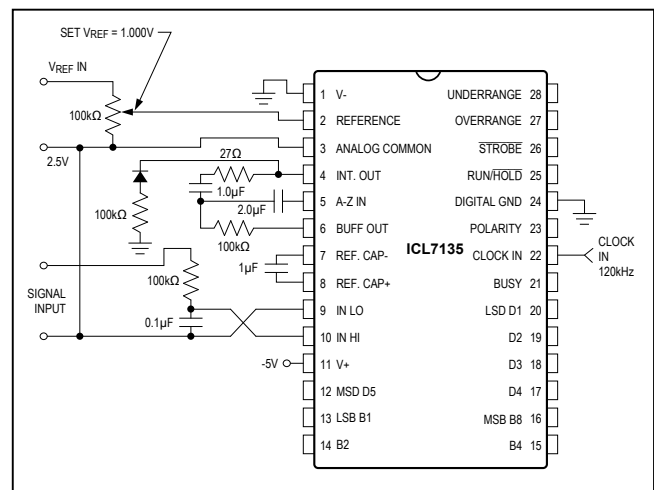 SET VREF = 1.000V
VREF IN
100kΩ
2.5V
27Ω
1.0µF
2.0µF
100kΩ
100kΩ
1µF
100kΩ
SIGNAL
INPUT
0.1µF
-5V
1 V-
2 REFERENCE
3 ANALOG COMMON
4 INT. OUT
5 A-Z IN
6 BUFF OUT
7 REF. CAP-
8 REF. CAP+
9 IN LO
10 IN HI
11 V+
12 MSD D5
13 LSB B1
14 B2
ICL7135
UNDERRANGE 28
OVERRANGE 27
STROBE 26
RUN/HOLD 25
DIGITAL GND 24
POLARITY 23
CLOCK IN 22
BUSY 21
LSD D1 20
D2 19
D3 18
D4 17
MSB B8 16
B4 15
CLOCK
IN
120kHz